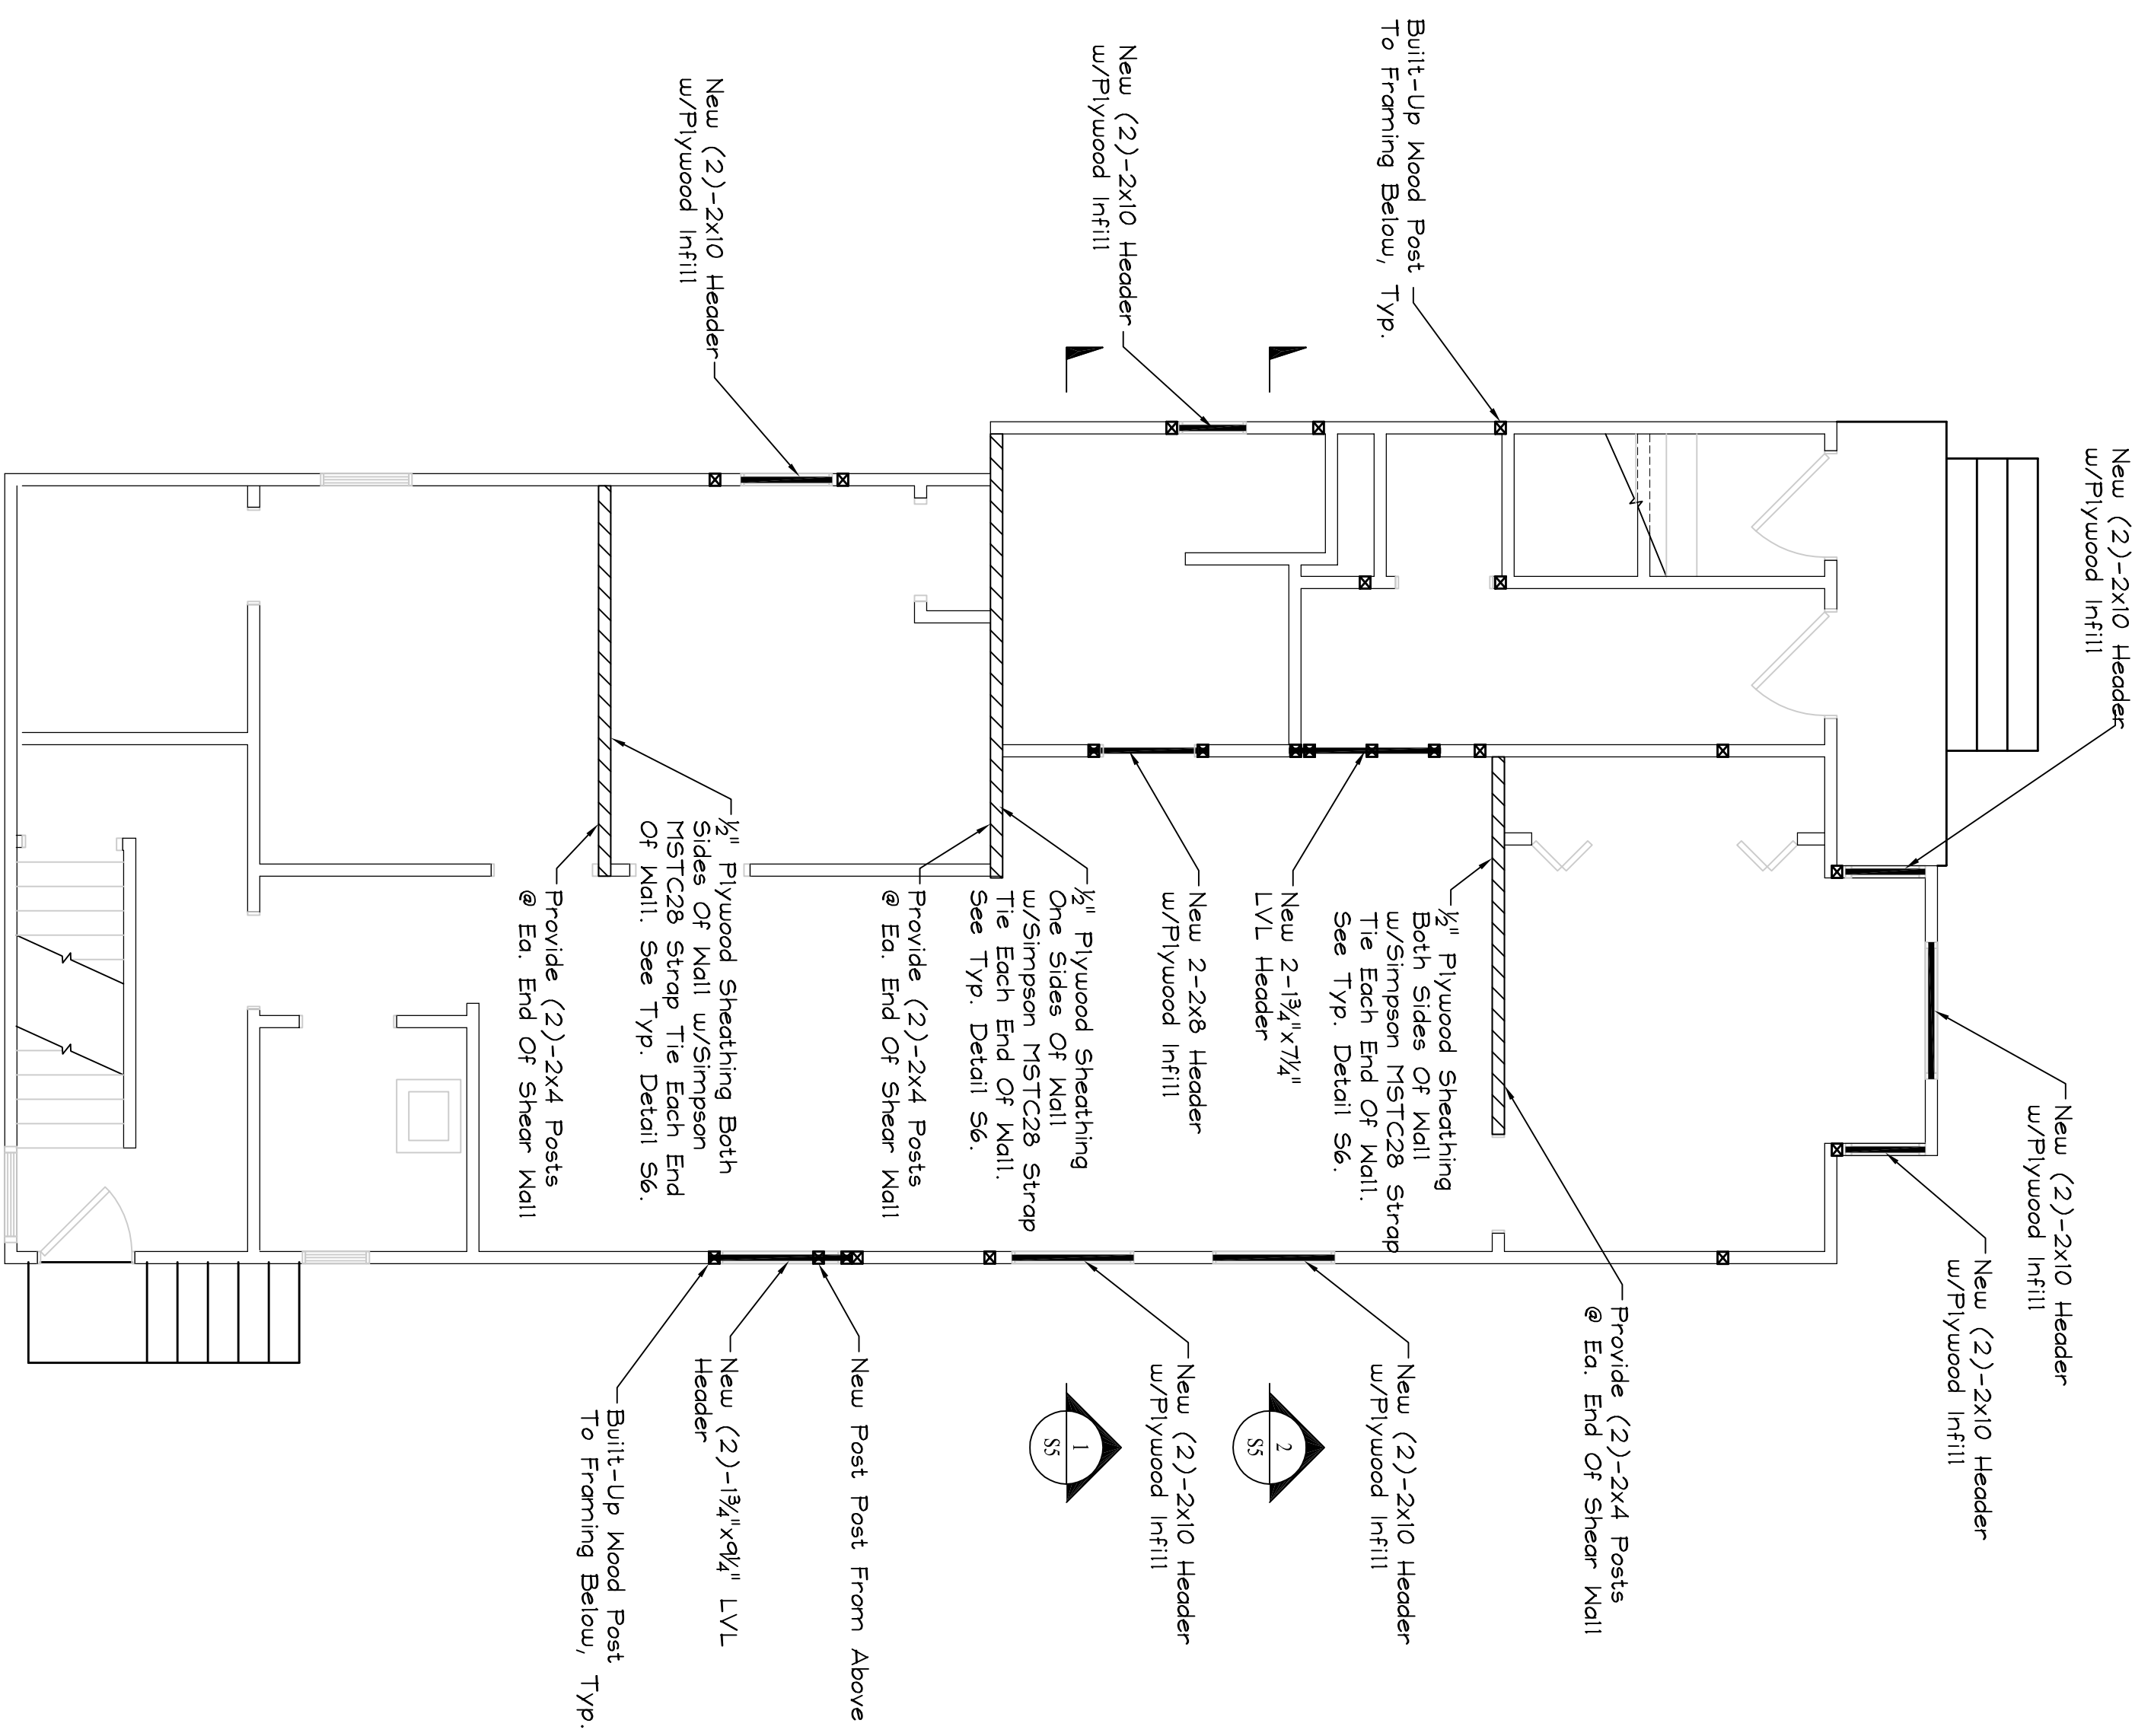 Built-Up Wood Post
To Framing Below, Typ.
New (2)-2x10 Header
w/Plywood Infill
New (2)-2x10 Header
w/Plywood Infill
New (2)-2x10 Header
w/Plywood Infill
New (2)-2x10 Header
w/Plywood Infill
New (2)-2x10 Header
w/Plywood Infill
Provide (2)-2x4 Posts
@ Ea. End Of Shear Wall
½" Plywood Sheathing
Both Sides Of Wall
w/Simpson MSTC28 Strap
Tie Each End Of Wall.
See Typ. Detail S6.
New 2-1¾"x7¼"
LVL Header
New 2-2x8 Header
w/Plywood Infill
½" Plywood Sheathing
One Sides Of Wall
w/Simpson MSTC28 Strap
Tie Each End Of Wall.
See Typ. Detail S6.
Provide (2)-2x4 Posts
@ Ea. End Of Shear Wall
½" Plywood Sheathing Both
Sides Of Wall w/Simpson
MSTC28 Strap Tie Each End
Of Wall. See Typ. Detail S6.
Provide (2)-2x4 Posts
@ Ea. End Of Shear Wall
New (2)-2x10 Header
w/Plywood Infill
2
S5
New (2)-2x10 Header
w/Plywood Infill
1
S5
New Post Post From Above
New (2)-1¾"x9¼" LVL
Header
Built-Up Wood Post
To Framing Below, Typ.